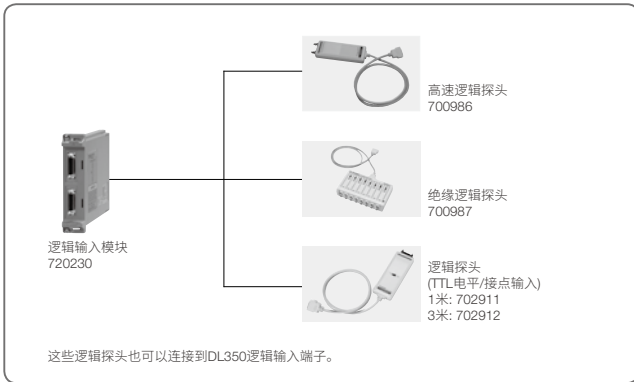 高速逻辑探头
700986
绝缘逻辑探头
700987
逻辑输入模块
720230
逻辑探头
(TTL电平/接点输入)
1米: 702911
3米: 702912
这些逻辑探头也可以连接到DL350逻辑输入端子。